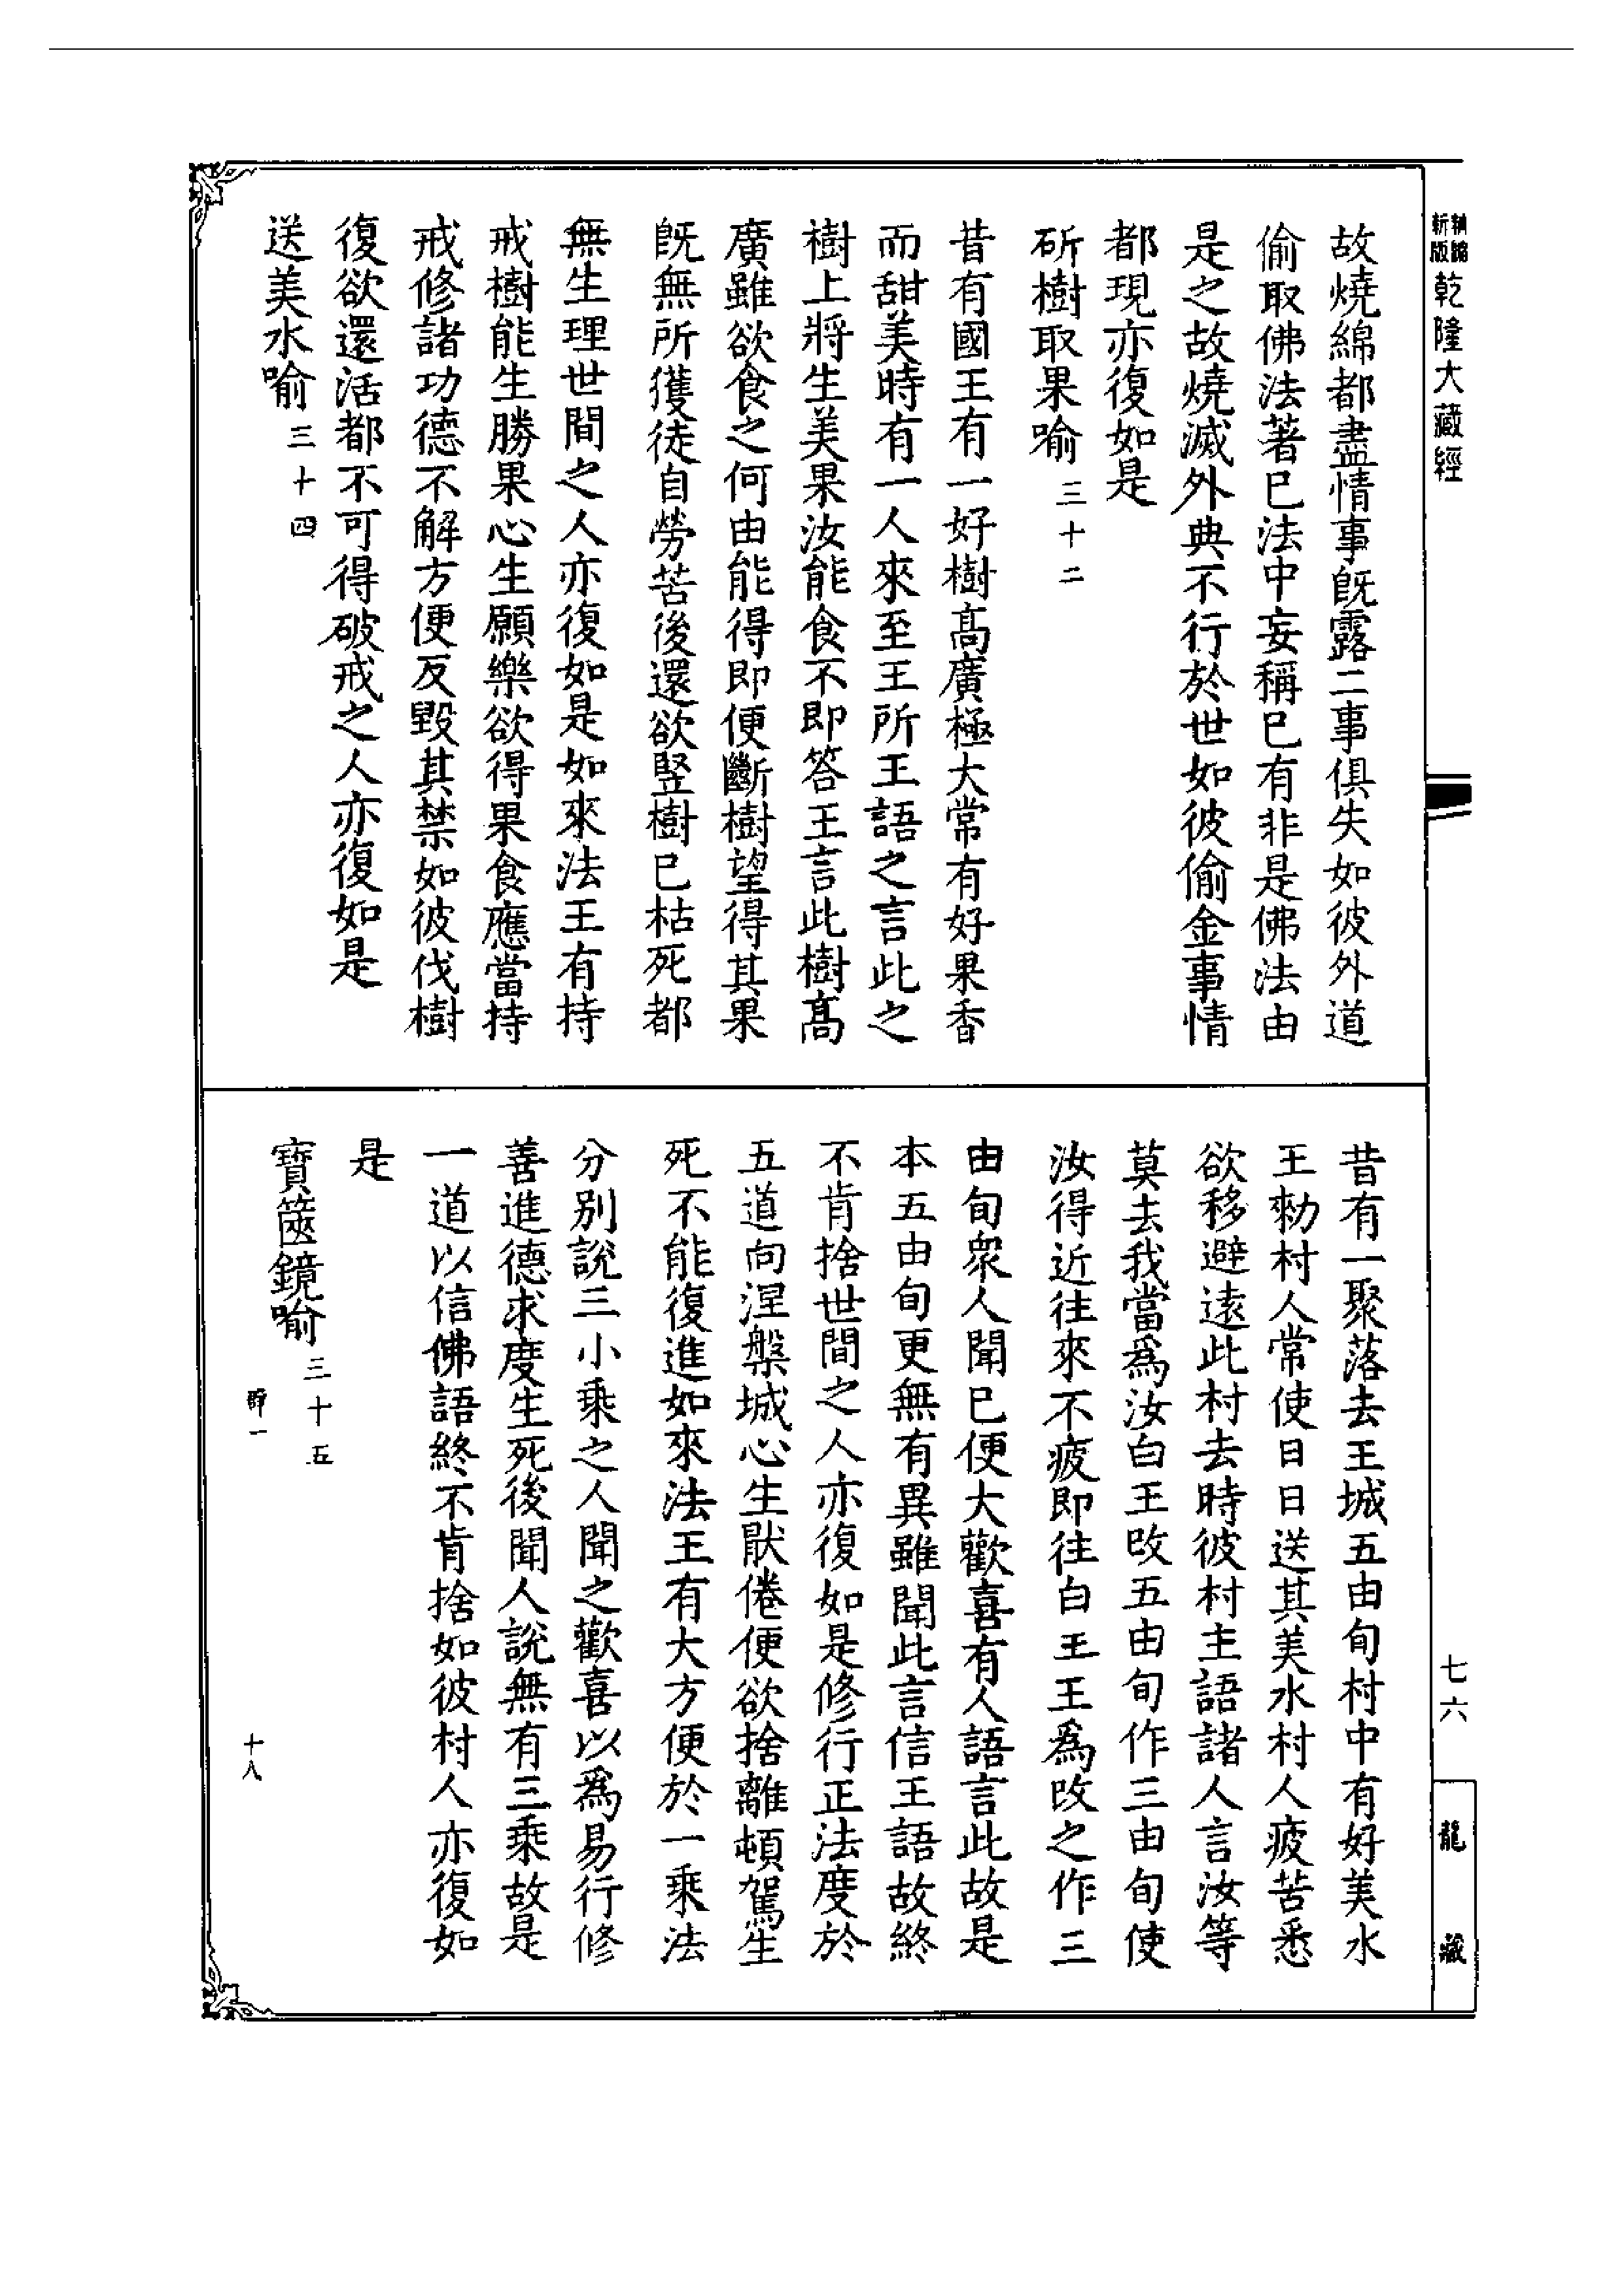 新版精縮乾隆大藏經
故燒綿都盡情事既露二事俱失如彼外道
偷取佛法著已法中妄稱已有非是佛法由
是之故燒滅外典不行於世如彼偷金事情
都現亦復如是
斫樹取果喻三十二
昔有國王有一好樹高廣極大常有好果香
而甜美時有一人來至王所王語之言此之
樹上將生美果汝能食不即答王言此樹高
廣雖欲食之何由能得即便斷樹望得其果
既無所獲徒自勞苦後還欲竪樹已枯死都
無生理世間之人亦復如是如來法王有持
戒樹能生勝果心生願樂欲得果食應當持
戒修諸功德不解方便反毀其禁如彼伐樹
復欲還活都不可得破戒之人亦復如是
送美水喻三十四
昔有一聚落去王城五由旬村中有好美水
王勑村人常使日日送其美水村人疲苦悉
欲移避遠此村去時彼村主語諸人言汝等
莫去我當爲汝白王改五由旬作三由旬使
汝得近往來不疲即往白王王爲改之作三
由旬衆人聞已便大歡喜有人語言此故是
本五由旬更無有異雖聞此言信王語故終
不肯捨世間之人亦復如是修行正法度於
五道向涅槃城心生猒倦便欲捨離頓駕生
死不能復進如來法王有大方便於一乘法
分別說三小乘之人聞之歡喜以爲易行修
善進德求度生死後聞人說無有三乘故是
一道以信佛語終不肯捨如彼村人亦復如
是
寶篋鏡喻三十五
十八
七六
龍藏